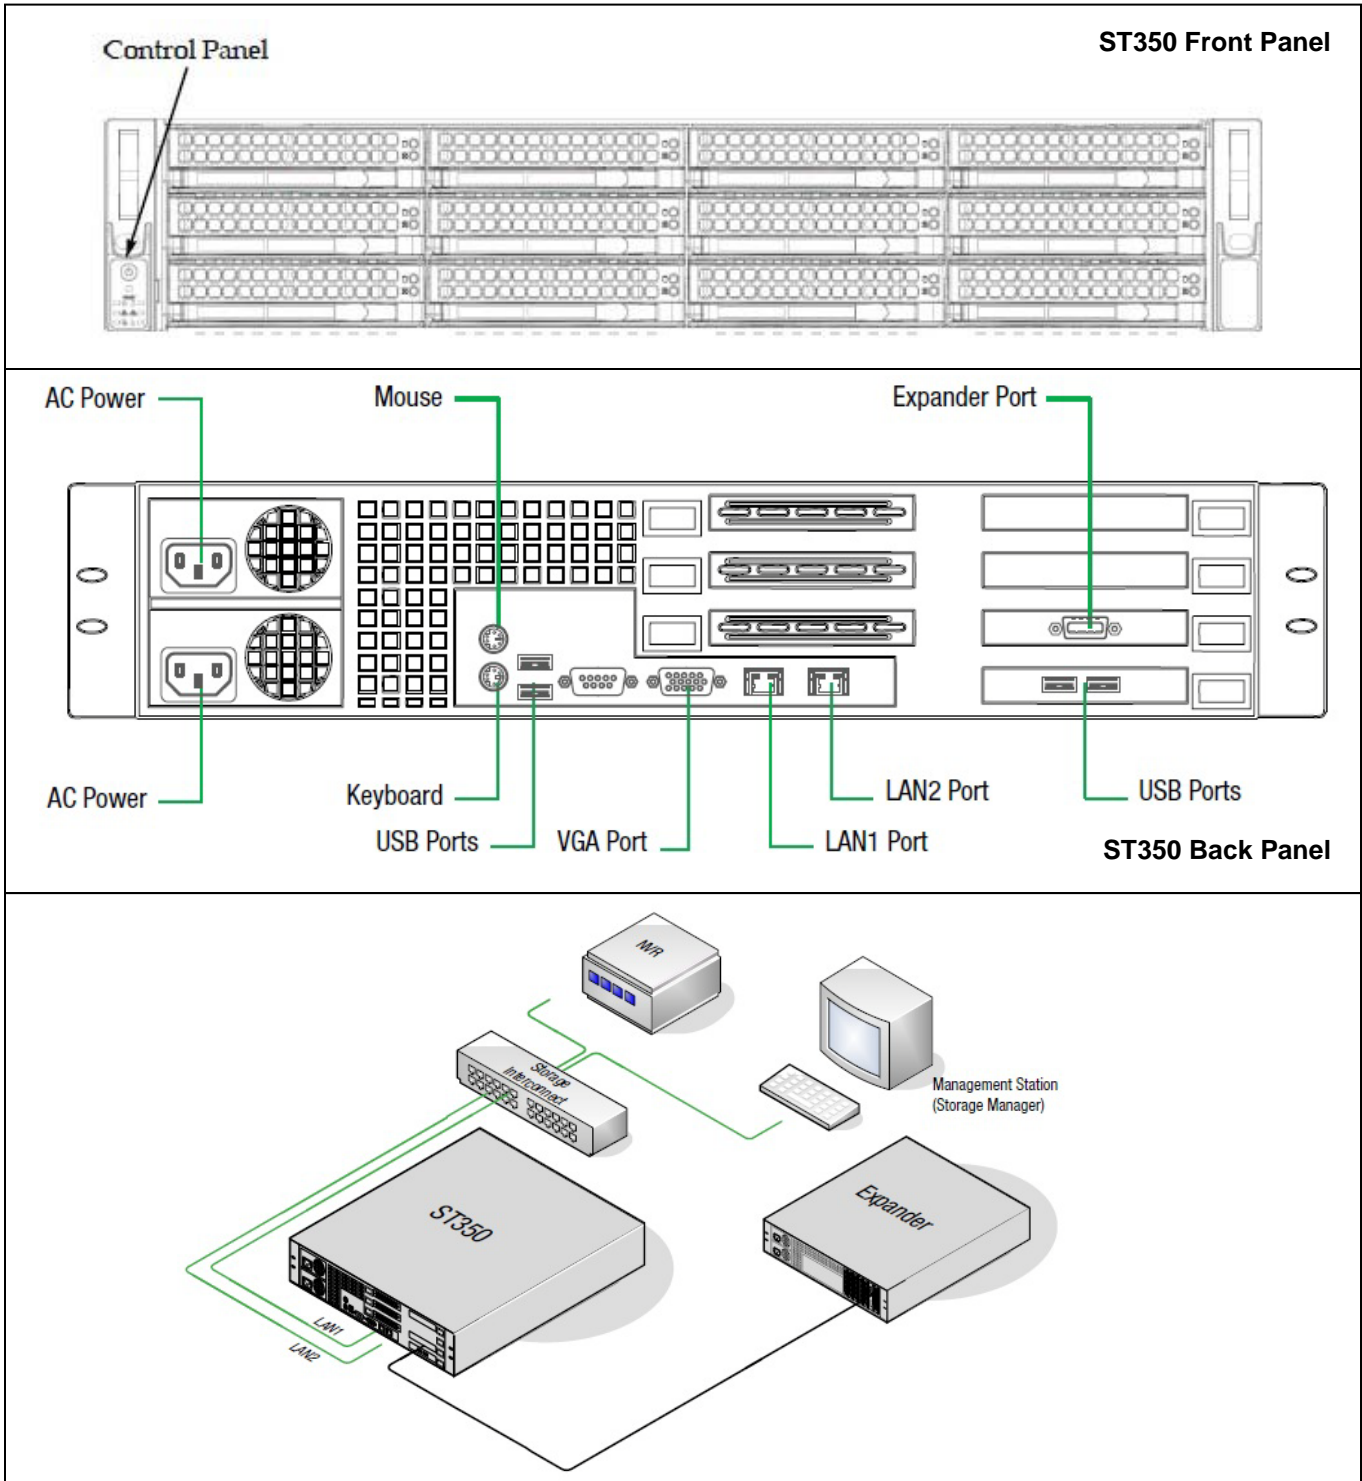 Control Panel
ST350 Front Panel
AC Power
Mouse
Expander Port
AC Power
Keyboard
LAN2 Port
USB Ports
USB Ports
VGA Port
LAN1 Port
ST350 Back Panel
NVR
Storage
Interconnect
Management Station
(Storage Manager)
ST350
Expander
LAN1
LAN2